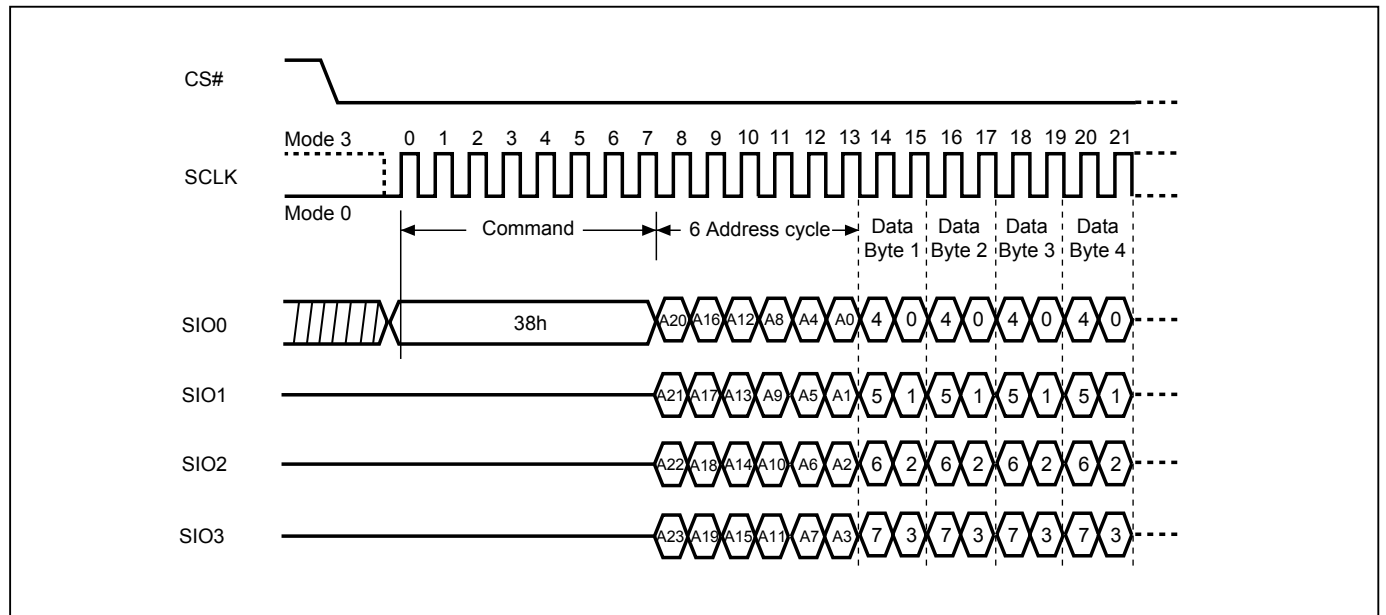 CS#
Mode 3
0 1 2 3 4 5 6 7 8 9 10 11 12 13 14 15 16 17 18 19 20 21
SCLK
Mode 0
Command
6 Address cycle
Data Byte 1
Data Byte 2
Data Byte 3
Data Byte 4
SIO0
38h
A20 A16 A12 A8 A4 A0 4 0 4 0 4 0 4 0
SIO1
A21 A17 A13 A9 A5 A1 5 1 5 1 5 1 5 1
SIO2
A22 A18 A14 A10 A6 A2 6 2 6 2 6 2 6 2
SIO3
A23 A19 A15 A11 A7 A3 7 3 7 3 7 3 7 3